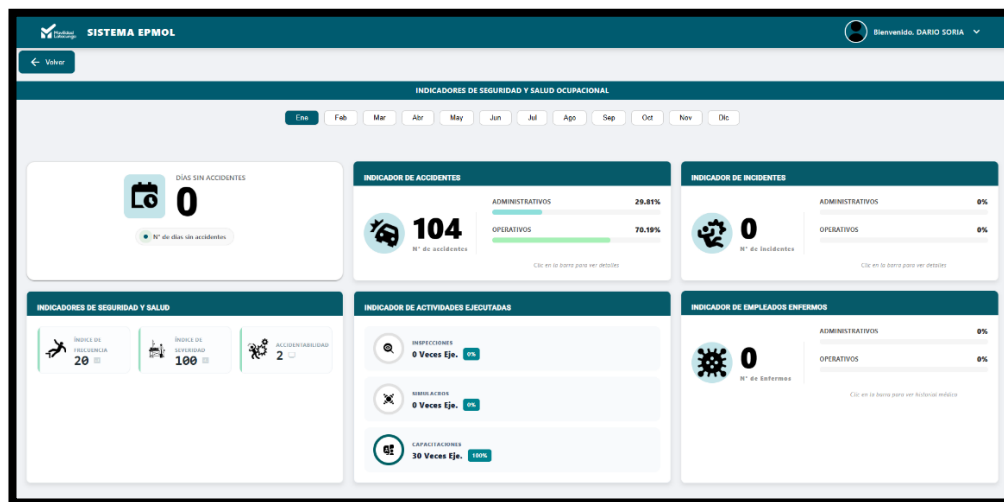 Movilidad Latacunga SISTEMA EPMOL
Bienvenido. DARIO SORIA
Volver
INDICADORES DE SEGURIDAD Y SALUD OCUPACIONAL
Ene Feb Mar Abr May Jun Jul Ago Sep Oct Nov Dic
DÍAS SIN ACCIDENTES
0
N° de días sin accidentes
INDICADOR DE ACCIDENTES
104
N° de accidentes
ADMINISTRATIVOS 29.81%
OPERATIVOS 70.19%
Clic en la barra para ver detalles
INDICADOR DE INCIDENTES
0
N° de incidentes
ADMINISTRATIVOS 0%
OPERATIVOS 0%
Clic en la barra para ver detalles
INDICADORES DE SEGURIDAD Y SALUD
ÍNDICE DE
FRECUENCIA
20
ÍNDICE DE
SEVERIDAD
100
ACCIDENTABILIDAD
2
INDICADOR DE ACTIVIDADES EJECUTADAS
INSPECCIONES
0 Veces Eje. 0%
SIMULACROS
0 Veces Eje. 0%
CAPACITACIONES
30 Veces Eje. 100%
INDICADOR DE EMPLEADOS ENFERMOS
0
N° de Enfermos
ADMINISTRATIVOS 0%
OPERATIVOS 0%
Clic en la barra para ver historial médico